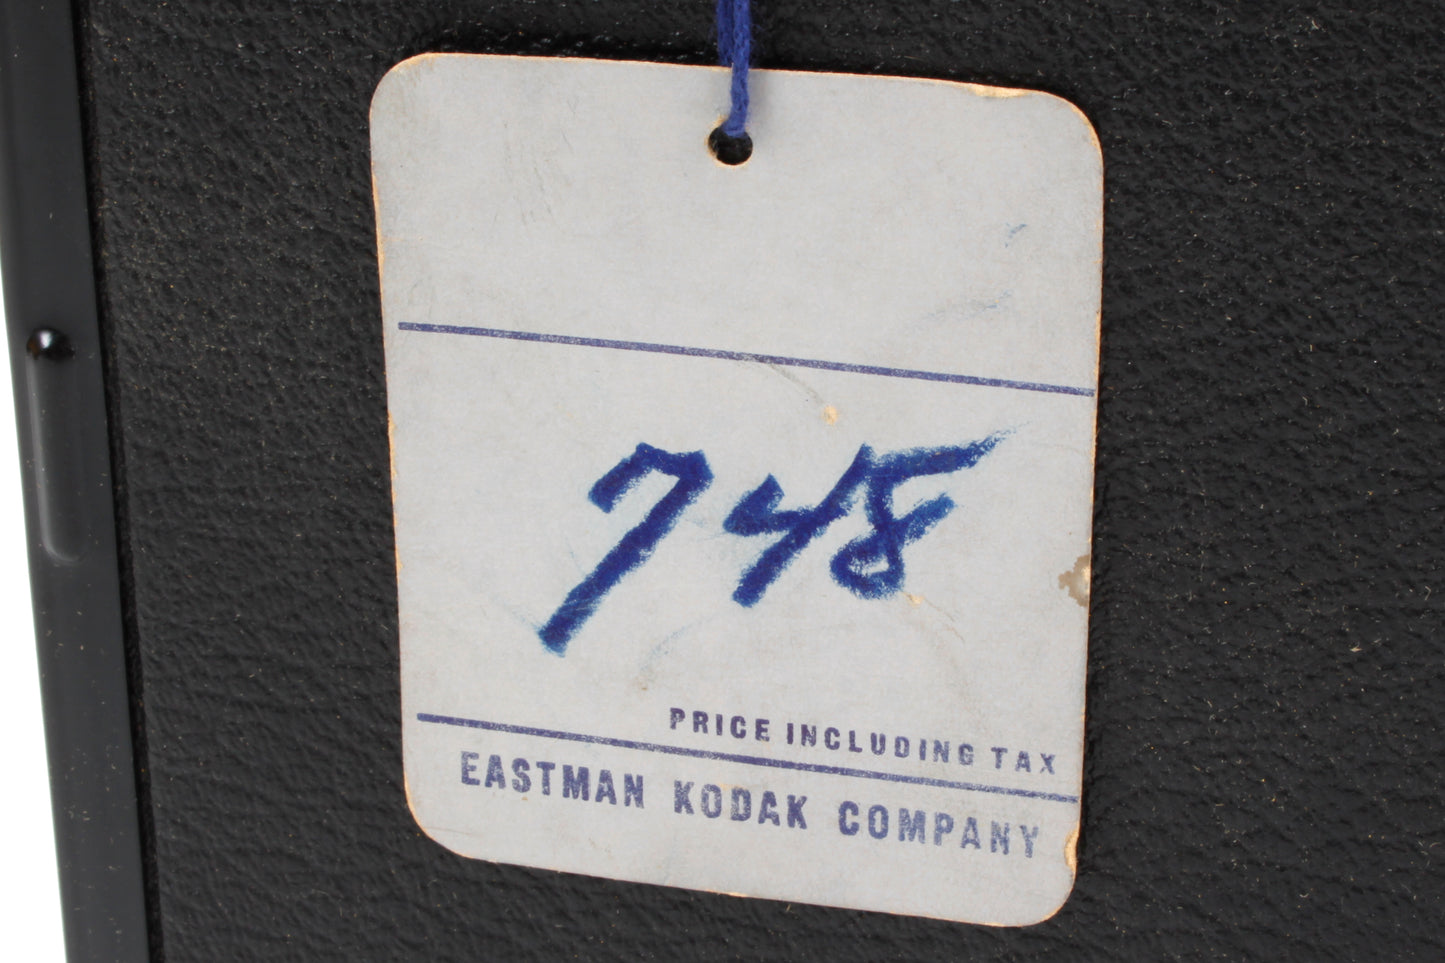 748
PRICE INCLUDING TAX
EASTMAN KODAK COMPANY